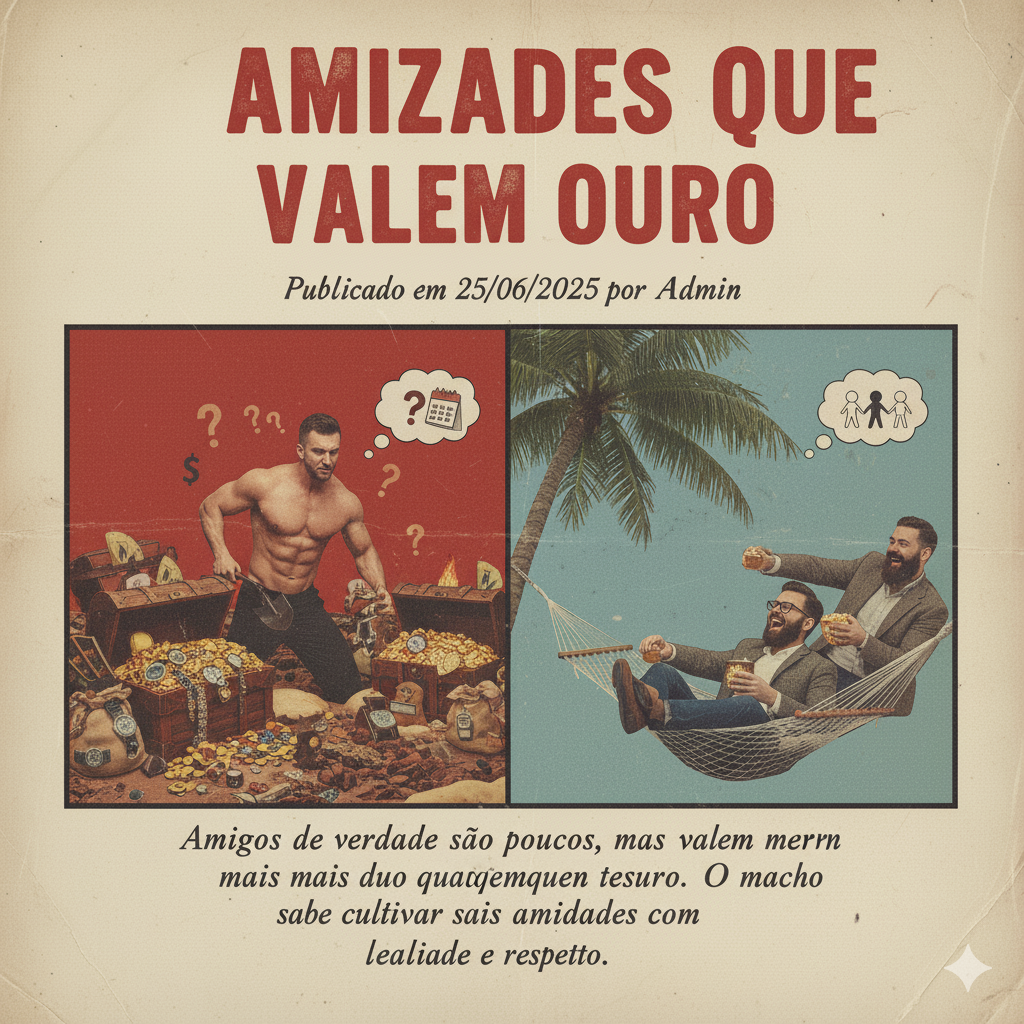 AMIZADES QUE
VALEM OURO
Publicado em 25/06/2025 por Admin
? ? ? ?
$
?
?
?
Amigos de verdade são poucos, mas valem merrn
mais mais duo tesuro. O macho
sabe cultivar sais amidades com
lealiade e respetto.